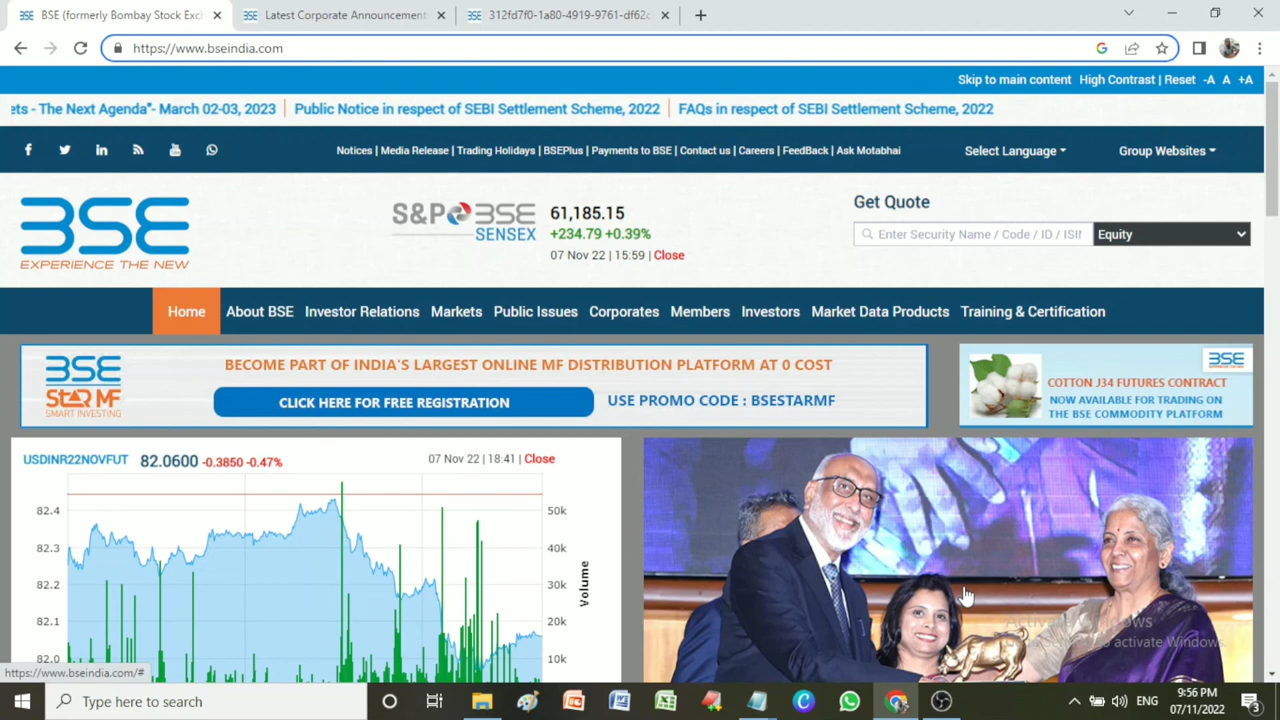 BSE (formerly Bombay Stock Exch
Latest Corporate Announcement
312fd7f0-1a80-4919-9761-df62c
https://www.bseindia.com
Skip to main content High Contrast | Reset -A A +A
ets - The Next Agenda"- March 02-03, 2023 | Public Notice in respect of SEBI Settlement Scheme, 2022 | FAQs in respect of SEBI Settlement Scheme, 2022
Notices | Media Release | Trading Holidays | BSEPlus | Payments to BSE | Contact us | Careers | FeedBack | Ask Motabhai
Select Language
Group Websites
BSE
EXPERIENCE THE NEW
S&P BSE
SENSEX
61,185.15
+234.79 +0.39%
07 Nov 22 | 15:59 | Close
Get Quote
Enter Security Name / Code / ID / ISIN
Equity
Home About BSE Investor Relations Markets Public Issues Corporates Members Investors Market Data Products Training & Certification
BSE
StAR MF
SMART INVESTING
BECOME PART OF INDIA'S LARGEST ONLINE MF DISTRIBUTION PLATFORM AT 0 COST
CLICK HERE FOR FREE REGISTRATION
USE PROMO CODE : BSESTARMF
BSE
COTTON J34 FUTURES CONTRACT
NOW AVAILABLE FOR TRADING ON
THE BSE COMMODITY PLATFORM
USDINR22NOVFUT 82.0600 -0.3850 -0.47%
07 Nov 22 | 18:41 | Close
82.4
82.3
82.2
82.1
82.0
50k
40k
30k
20k
10k
Volume
Activate Windows
activate Windows.
https://www.bseindia.com/#
Type here to search
ENG
9:56 PM
07/11/2022
3